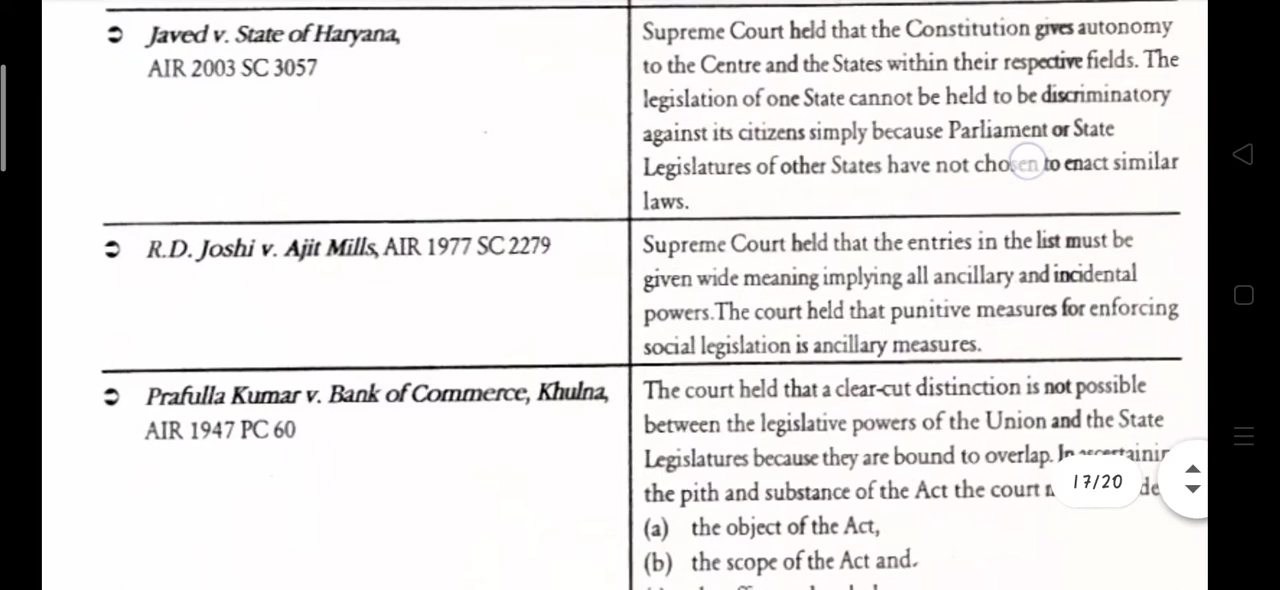 Javed v. State of Haryana,
AIR 2003 SC 3057
Supreme Court held that the Constitution gives autonomy
to the Centre and the States within their respective fields. The
legislation of one State cannot be held to be discriminatory
against its citizens simply because Parliament or State
Legislatures of other States have not chosen to enact similar
laws.
R.D. Joshi v. Ajit Mills, AIR 1977 SC 2279
Supreme Court held that the entries in the list must be
given wide meaning implying all ancillary and incidental
powers.The court held that punitive measures for enforcing
social legislation is ancillary measures.
Prafulla Kumar v. Bank of Commerce, Khulna,
AIR 1947 PC 60
The court held that a clear-cut distinction is not possible
between the legislative powers of the Union and the State
Legislatures because they are bound to overlap. In
the pith and substance of the Act the court
(a) the object of the Act,
(b) the scope of the Act and.
17/20